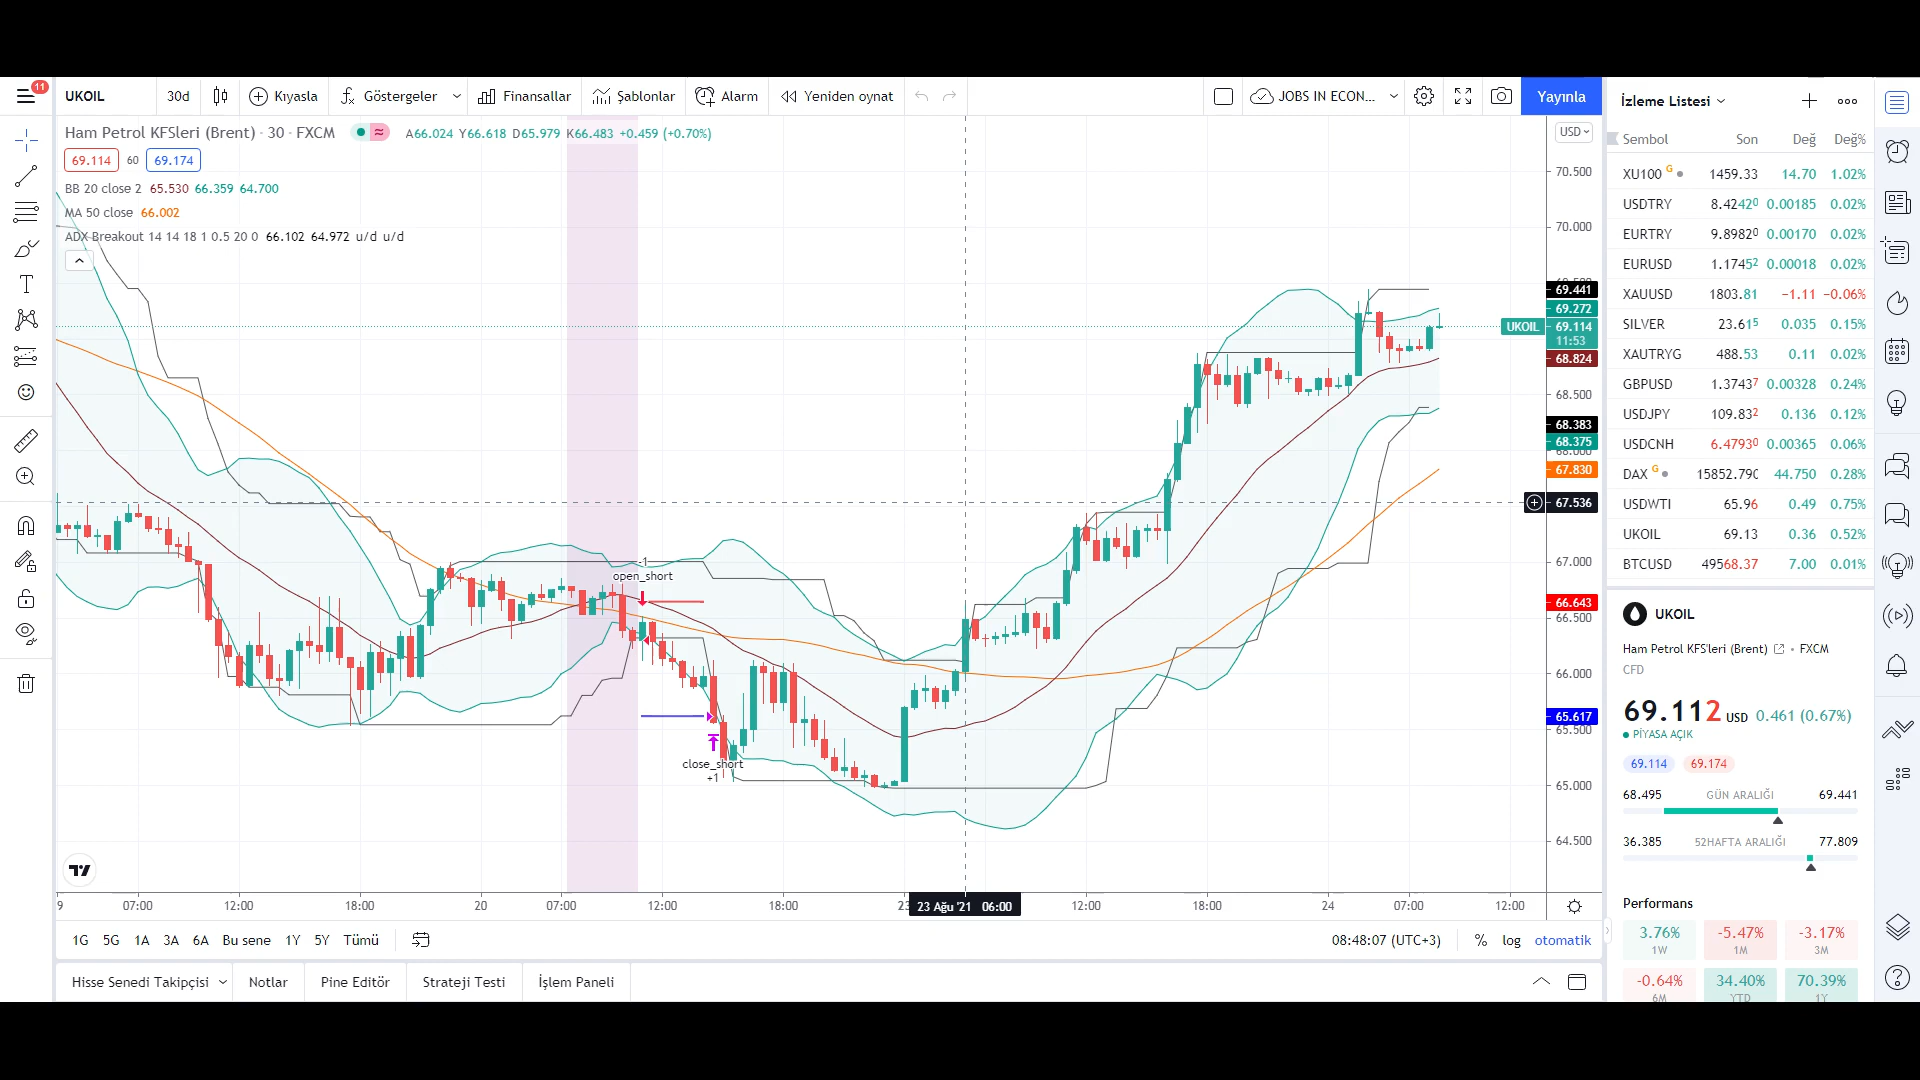 11
UKOIL 30d Kıyasla Göstergeler Finansallar Şablonlar Alarm Yeniden oynat JOBS IN ECON... Yayınla
Ham Petrol KFSleri (Brent) · 30 · FXCM A66.024 Y66.618 D65.979 K66.483 +0.459 (+0.70%)
69.114 60 69.174
BB 20 close 2 65.530 66.359 64.700
MA 50 close 66.002
ADX Breakout 14 14 18 1 0.5 20 0 66.102 64.972 u/d u/d
-1
open_short
close_short
+1
USD
70.500
70.000
69.441
69.272
UKOIL 69.114
11:53
68.824
68.500
68.383
68.375
68.000
67.830
67.536
67.000
66.643
66.500
66.000
65.617
65.500
65.000
64.500
9 07:00 12:00 18:00 20 07:00 12:00 18:00 23 23 Ağu '21 06:00 12:00 18:00 24 07:00 12:00
1G 5G 1A 3A 6A Bu sene 1Y 5Y Tümü 08:48:07 (UTC+3) % log otomatik
Hisse Senedi Takipçisi Notlar Pine Editör Strateji Testi İşlem Paneli
İzleme Listesi
Sembol Son Değ Değ%
XU100 G 1459.33 14.70 1.02%
USDTRY 8.42420 0.00185 0.02%
EURTRY 9.89820 0.00170 0.02%
EURUSD 1.17452 0.00018 0.02%
XAUUSD 1803.81 −1.11 −0.06%
SILVER 23.615 0.035 0.15%
XAUTRYG 488.53 0.11 0.02%
GBPUSD 1.37437 0.00328 0.24%
USDJPY 109.832 0.136 0.12%
USDCNH 6.47930 0.00365 0.06%
DAX G 15852.790 44.750 0.28%
USDWTI 65.96 0.49 0.75%
UKOIL 69.13 0.36 0.52%
BTCUSD 49568.37 7.00 0.01%
UKOIL
Ham Petrol KFS'leri (Brent) • FXCM
CFD
69.112 USD 0.461 (0.67%)
PİYASA AÇIK
69.114 69.174
68.495 GÜN ARALIĞI 69.441
36.385 52HAFTA ARALIĞI 77.809
Performans
3.76% -5.47% -3.17%
1W 1M 3M
-0.64% 34.40% 70.39%
6M YTD 1Y